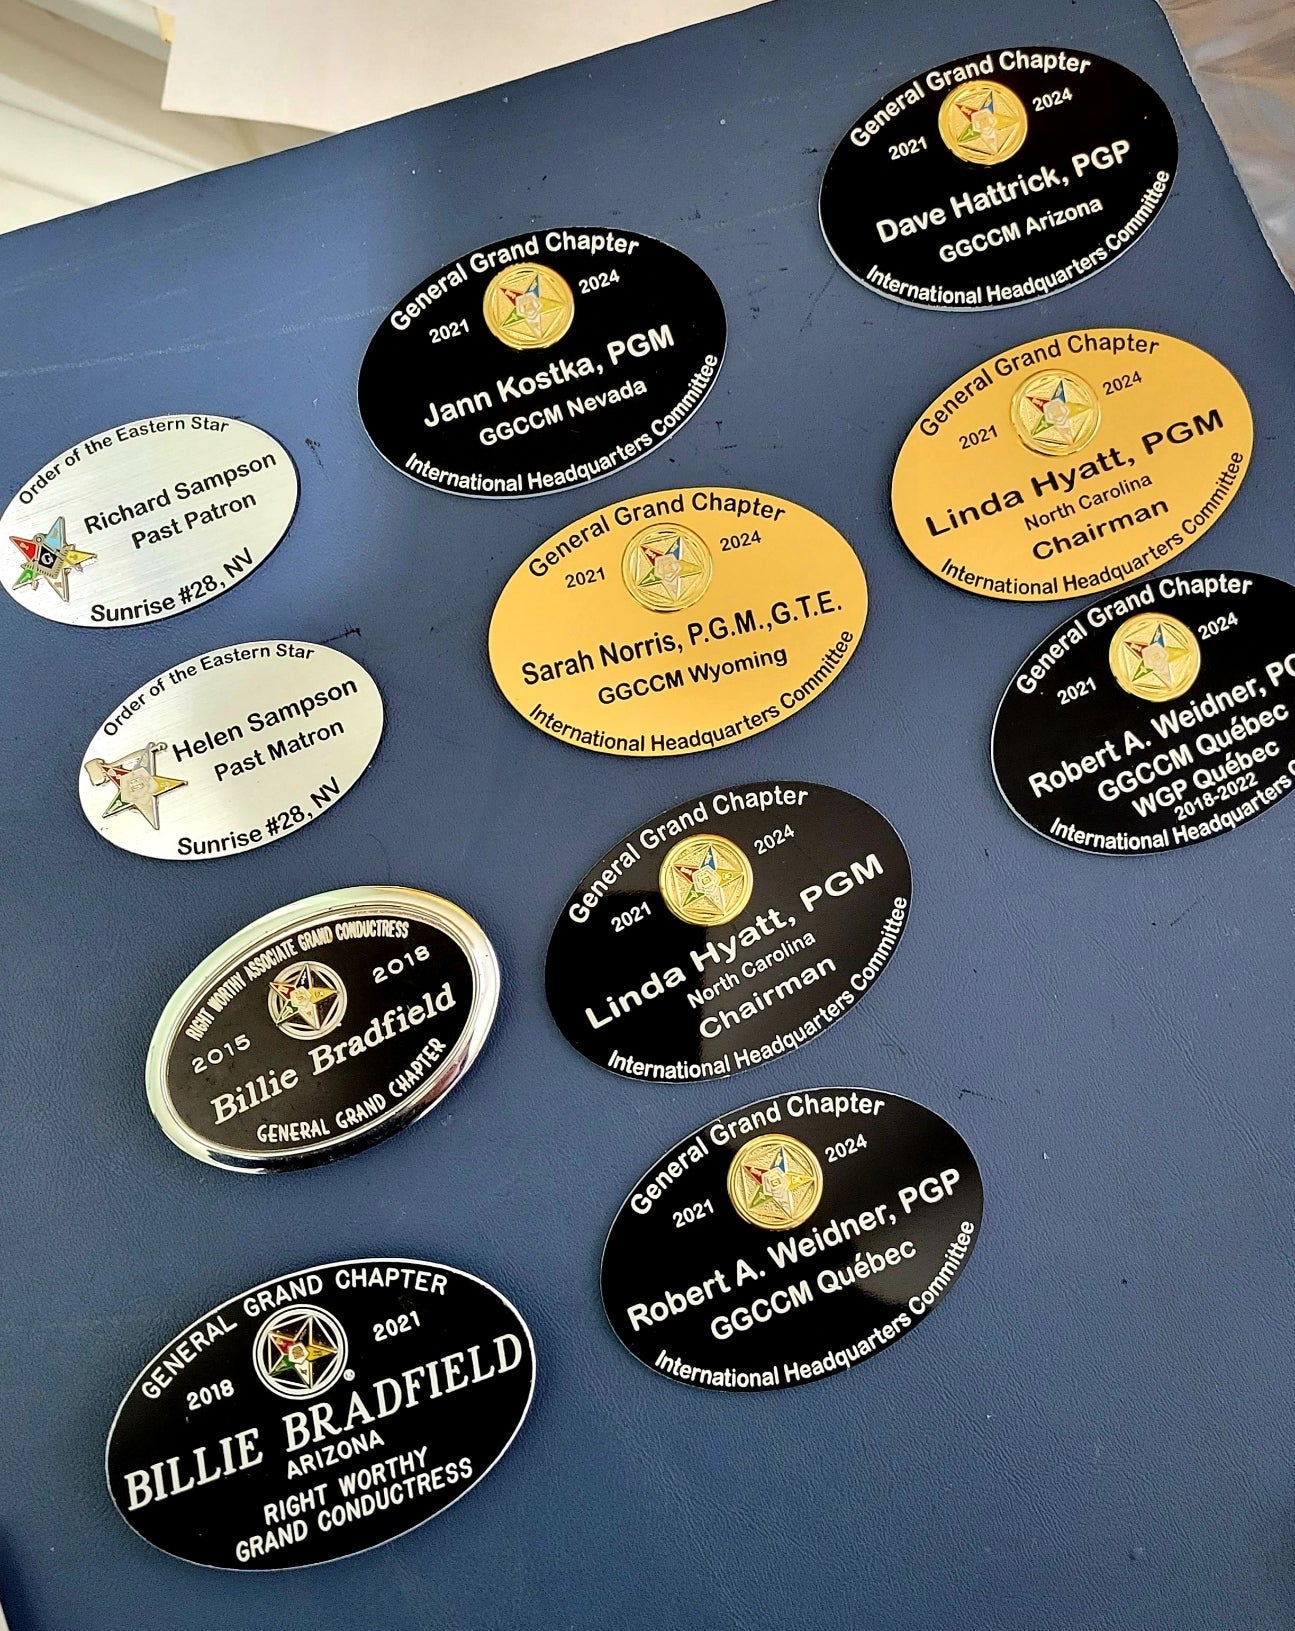 General Grand Chapter
2021 2024
Dave Hattrick, PGP
GGCCM Arizona
International Headquarters Committee
General Grand Chapter
2021 2024
Jann Kostka, PGM
GGCCM Nevada
International Headquarters Committee
General Grand Chapter
2021 2024
Linda Hyatt, PGM
North Carolina
Chairman
International Headquarters Committee
Order of the Eastern Star
Richard Sampson
Past Patron
Sunrise #28, NV
General Grand Chapter
2021 2024
Sarah Norris, P.G.M.,G.T.E.
GGCCM Wyoming
International Headquarters Committee
General Grand Chapter
2021 2024
Robert A. Weidner,
GGCCM Québec
WGP Québec
2018-2022
International Headquarters
Order of the Eastern Star
Helen Sampson
Past Matron
Sunrise #28, NV
General Grand Chapter
2021 2024
Linda Hyatt, PGM
North Carolina
Chairman
International Headquarters Committee
RIGHT WORTHY ASSOCIATE GRAND CONDUCTRESS
2015 2018
Billie Bradfield
GENERAL GRAND CHAPTER
General Grand Chapter
2021 2024
Robert A. Weidner, PGP
GGCCM Québec
International Headquarters Committee
GENERAL GRAND CHAPTER
2018 2021
BILLIE BRADFIELD
ARIZONA
RIGHT WORTHY
GRAND CONDUCTRESS